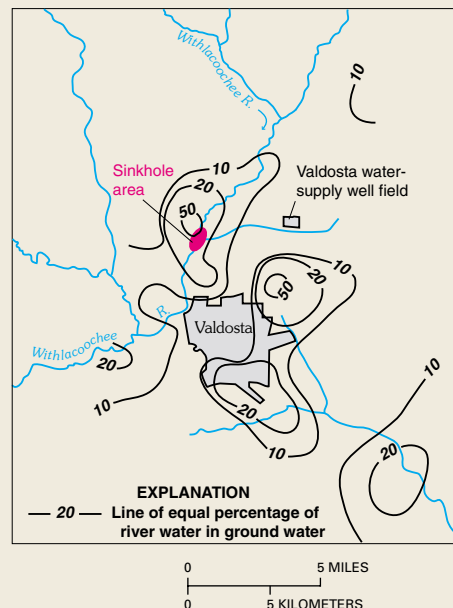 Withlacoochee R.
10
Sinkhole
area
10
20
50
Valdosta water-
supply well field
10
20
50
Valdosta
R.
Withlacoochee
20
10
10
20
10
20
EXPLANATION
20 Line of equal percentage of
river water in ground water
0 5 MILES
0 5 KILOMETERS